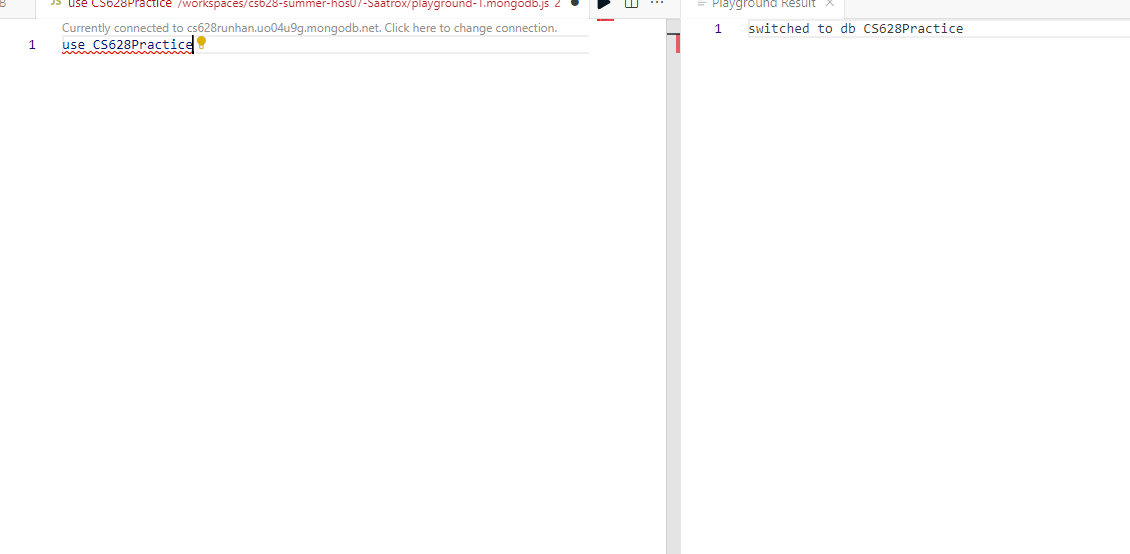 B
JS use CS628Practice /workspaces/cs628-summer-hos07-Saatrox/playground-1.mongodb.js 2
Playground Result
Currently connected to cs628runhan.uo04u9g.mongodb.net. Click here to change connection.
1 use CS628Practice
1 switched to db CS628Practice